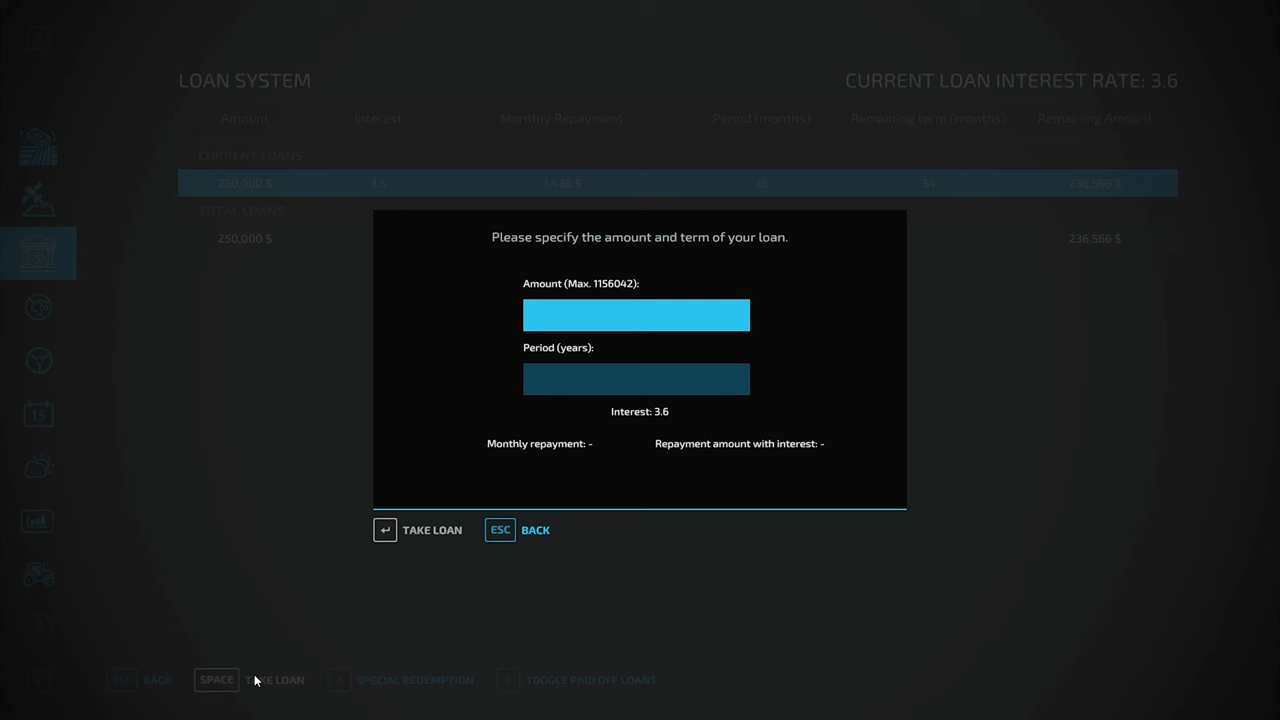 LOAN SYSTEM
CURRENT LOAN INTEREST RATE: 3.6
Amount Interest Monthly Repayment Period (months) Remaining term (months) Remaining Amount
CURRENT LOANS
250,000 $ 3.5 7,436 $ 36 34 236,566 $
TOTAL LOANS
250,000 $ 236,566 $
Please specify the amount and term of your loan.
Amount (Max. 1156042):
Period (years):
Interest: 3.6
Monthly repayment: - Repayment amount with interest: -
TAKE LOAN ESC BACK
15
ESC BACK SPACE TAKE LOAN X SPECIAL REDEMPTION TOGGLE PAID OFF LOANS